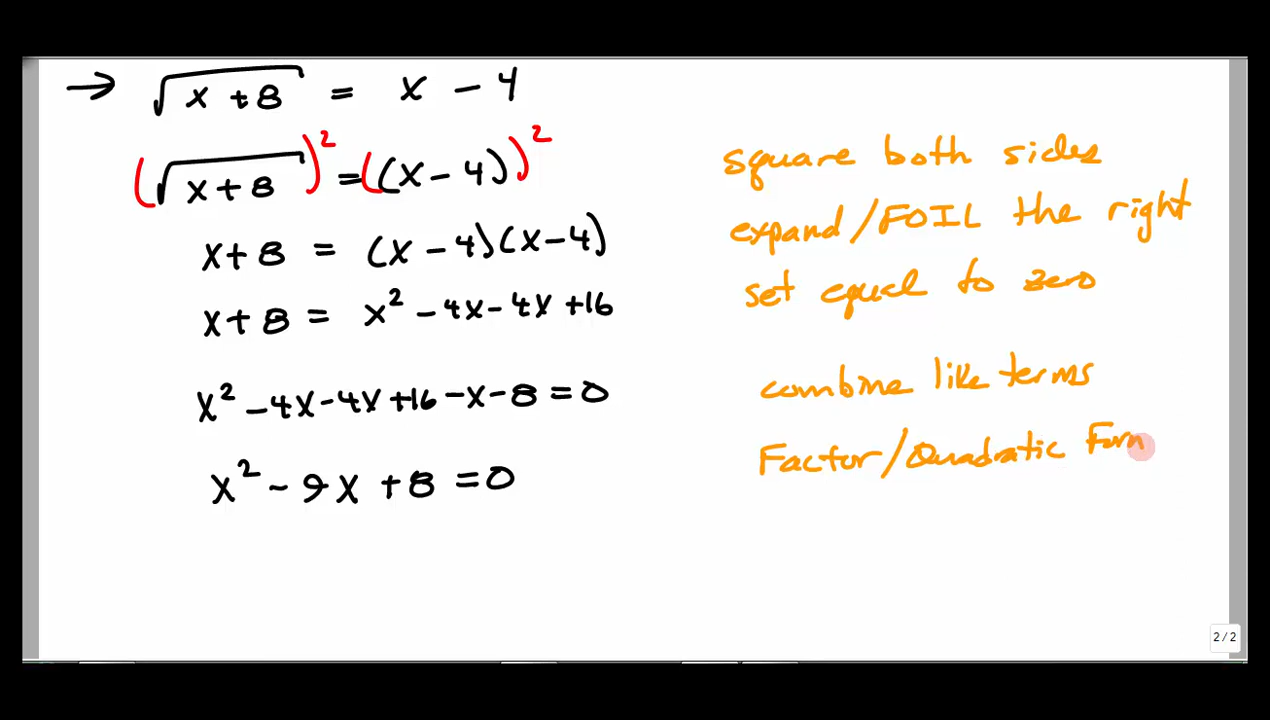 → √(x+8) = x - 4
(√(x+8))² = ((x-4))²
x+8 = (x-4)(x-4)
x+8 = x² -4x-4x+16
x² -4x-4x+16-x-8=0
x² -9x+8=0
square both sides
expand/FOIL the right
set equal to zero
combine like terms
Factor/Quadratic Form
2/2